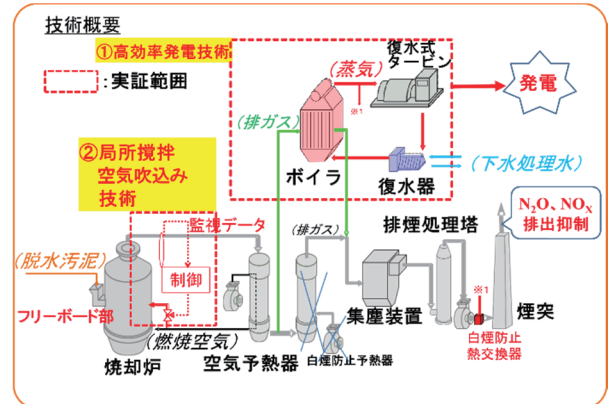 技術概要
①高効率発電技術
:実証範囲
復水式
タービン
(蒸気)
※1
発電
(排ガス)
ボイラ
復水器
(下水処理水)
②局所撹拌
空気吹込み
技術
監視データ
(排ガス)
排煙処理塔
N₂O、NOX
排出抑制
(脱水汚泥)
制御
フリーボード部
(燃焼空気)
焼却炉
空気予熱器
白煙防止予熱器
集塵装置
※1
白煙防止
熱交換器
煙突